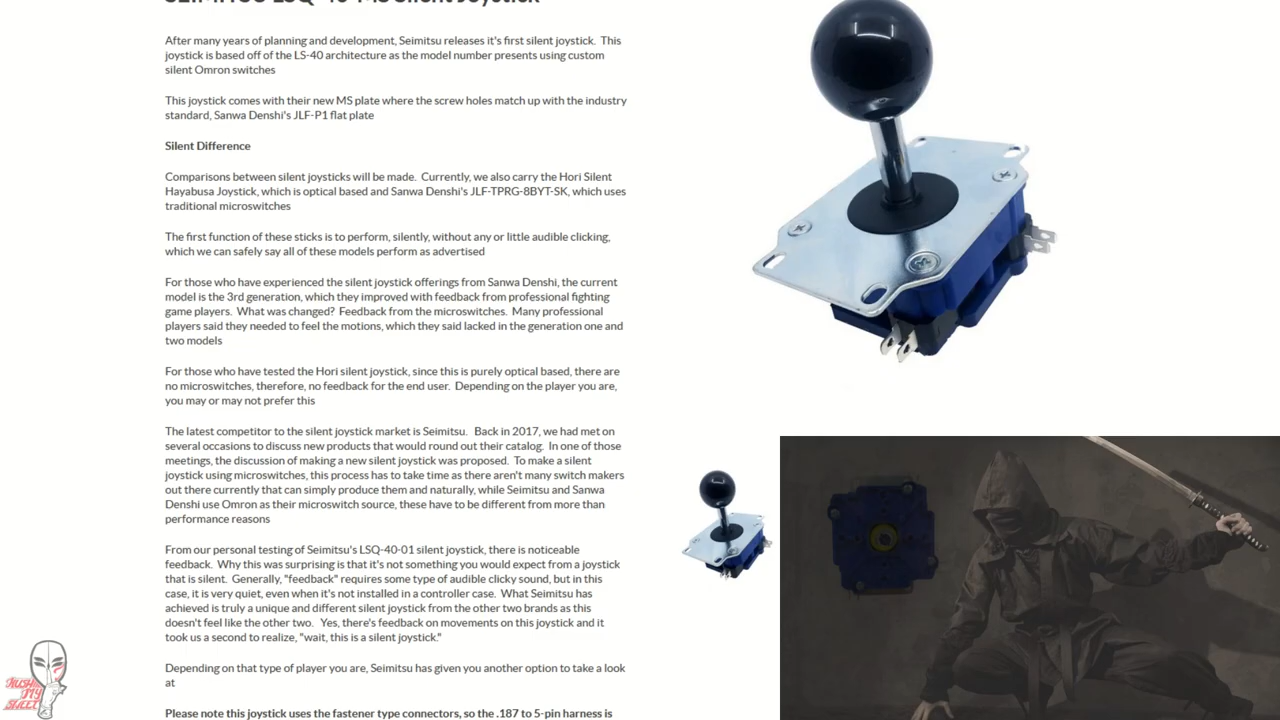 SEIMITSU LSQ-40-MS Silent Joystick
After many years of planning and development, Seimitsu releases it's first silent joystick. This
joystick is based off of the LS-40 architecture as the model number presents using custom
silent Omron switches
This joystick comes with their new MS plate where the screw holes match up with the industry
standard, Sanwa Denshi's JLF-P1 flat plate
Silent Difference
Comparisons between silent joysticks will be made. Currently, we also carry the Hori Silent
Hayabusa Joystick, which is optical based and Sanwa Denshi's JLF-TPRG-8BYT-SK, which uses
traditional microswitches
The first function of these sticks is to perform, silently, without any or little audible clicking,
which we can safely say all of these models perform as advertised
For those who have experienced the silent joystick offerings from Sanwa Denshi, the current
model is the 3rd generation, which they improved with feedback from professional fighting
game players. What was changed? Feedback from the microswitches. Many professional
players said they needed to feel the motions, which they said lacked in the generation one and
two models
For those who have tested the Hori silent joystick, since this is purely optical based, there are
no microswitches, therefore, no feedback for the end user. Depending on the player you are,
you may or may not prefer this
The latest competitor to the silent joystick market is Seimitsu. Back in 2017, we had met on
several occasions to discuss new products that would round out their catalog. In one of those
meetings, the discussion of making a new silent joystick was proposed. To make a silent
joystick using microswitches, this process has to take time as there aren't many switch makers
out there currently that can simply produce them and naturally, while Seimitsu and Sanwa
Denshi use Omron as their microswitch source, these have to be different from more than
performance reasons
From our personal testing of Seimitsu's LSQ-40-01 silent joystick, there is noticeable
feedback. Why this was surprising is that it's not something you would expect from a joystick
that is silent. Generally, "feedback" requires some type of audible clicky sound, but in this
case, it is very quiet, even when it's not installed in a controller case. What Seimitsu has
achieved is truly a unique and different silent joystick from the other two brands as this
doesn't feel like the other two. Yes, there's feedback on movements on this joystick and it
took us a second to realize, "wait, this is a silent joystick."
Depending on that type of player you are, Seimitsu has given you another option to take a look
at
Please note this joystick uses the fastener type connectors, so the .187 to 5-pin harness is
HUSH
MY
SWEET